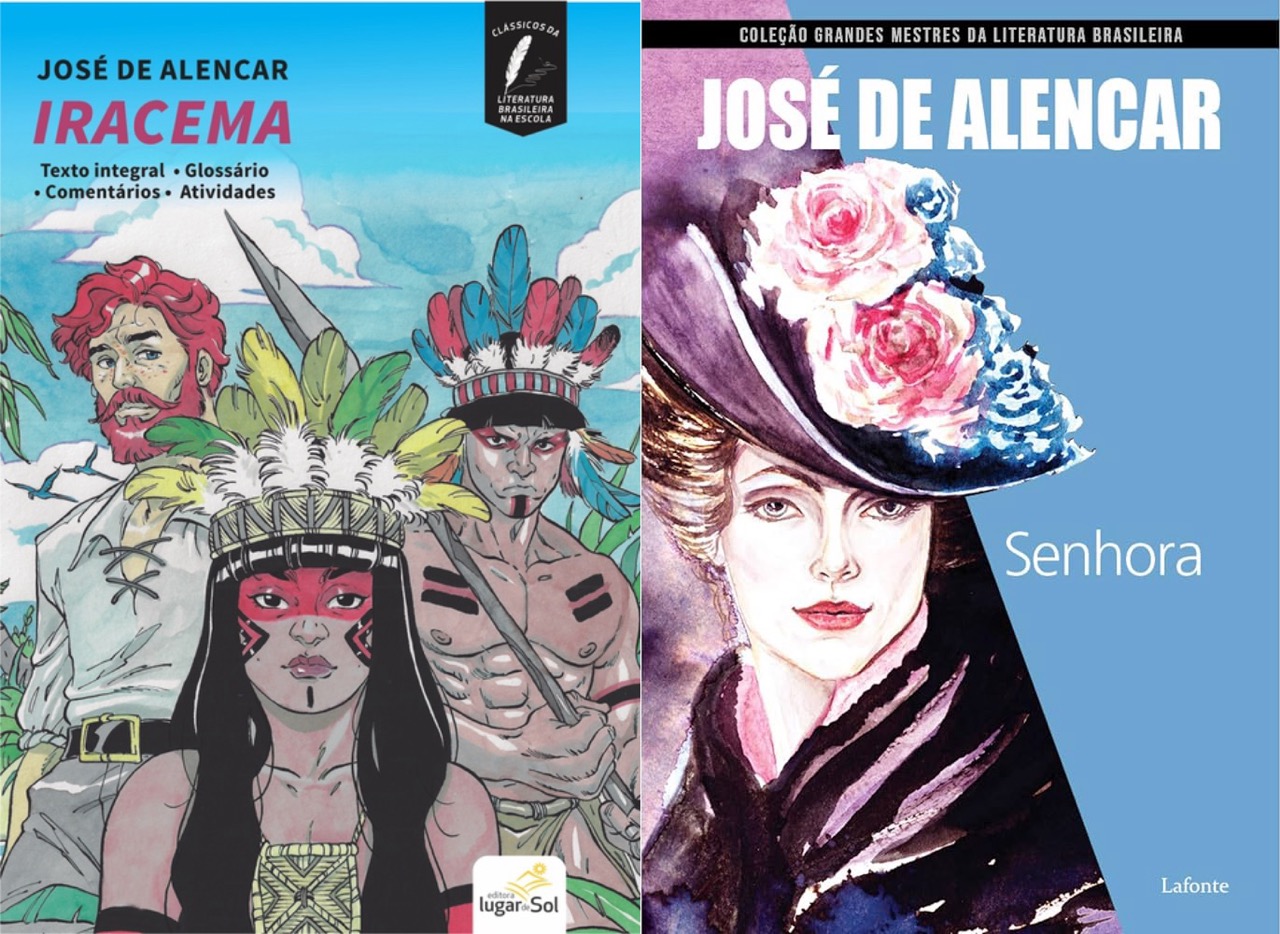 JOSÉ DE ALENCAR
IRACEMA
Texto integral • Glossário
• Comentários • Atividades
CLÁSSICOS DA
LITERATURA
BRASILEIRA
NA ESCOLA
editora
lugar de Sol
COLEÇÃO GRANDES MESTRES DA LITERATURA BRASILEIRA
JOSÉ DE ALENCAR
Senhora
Lafonte